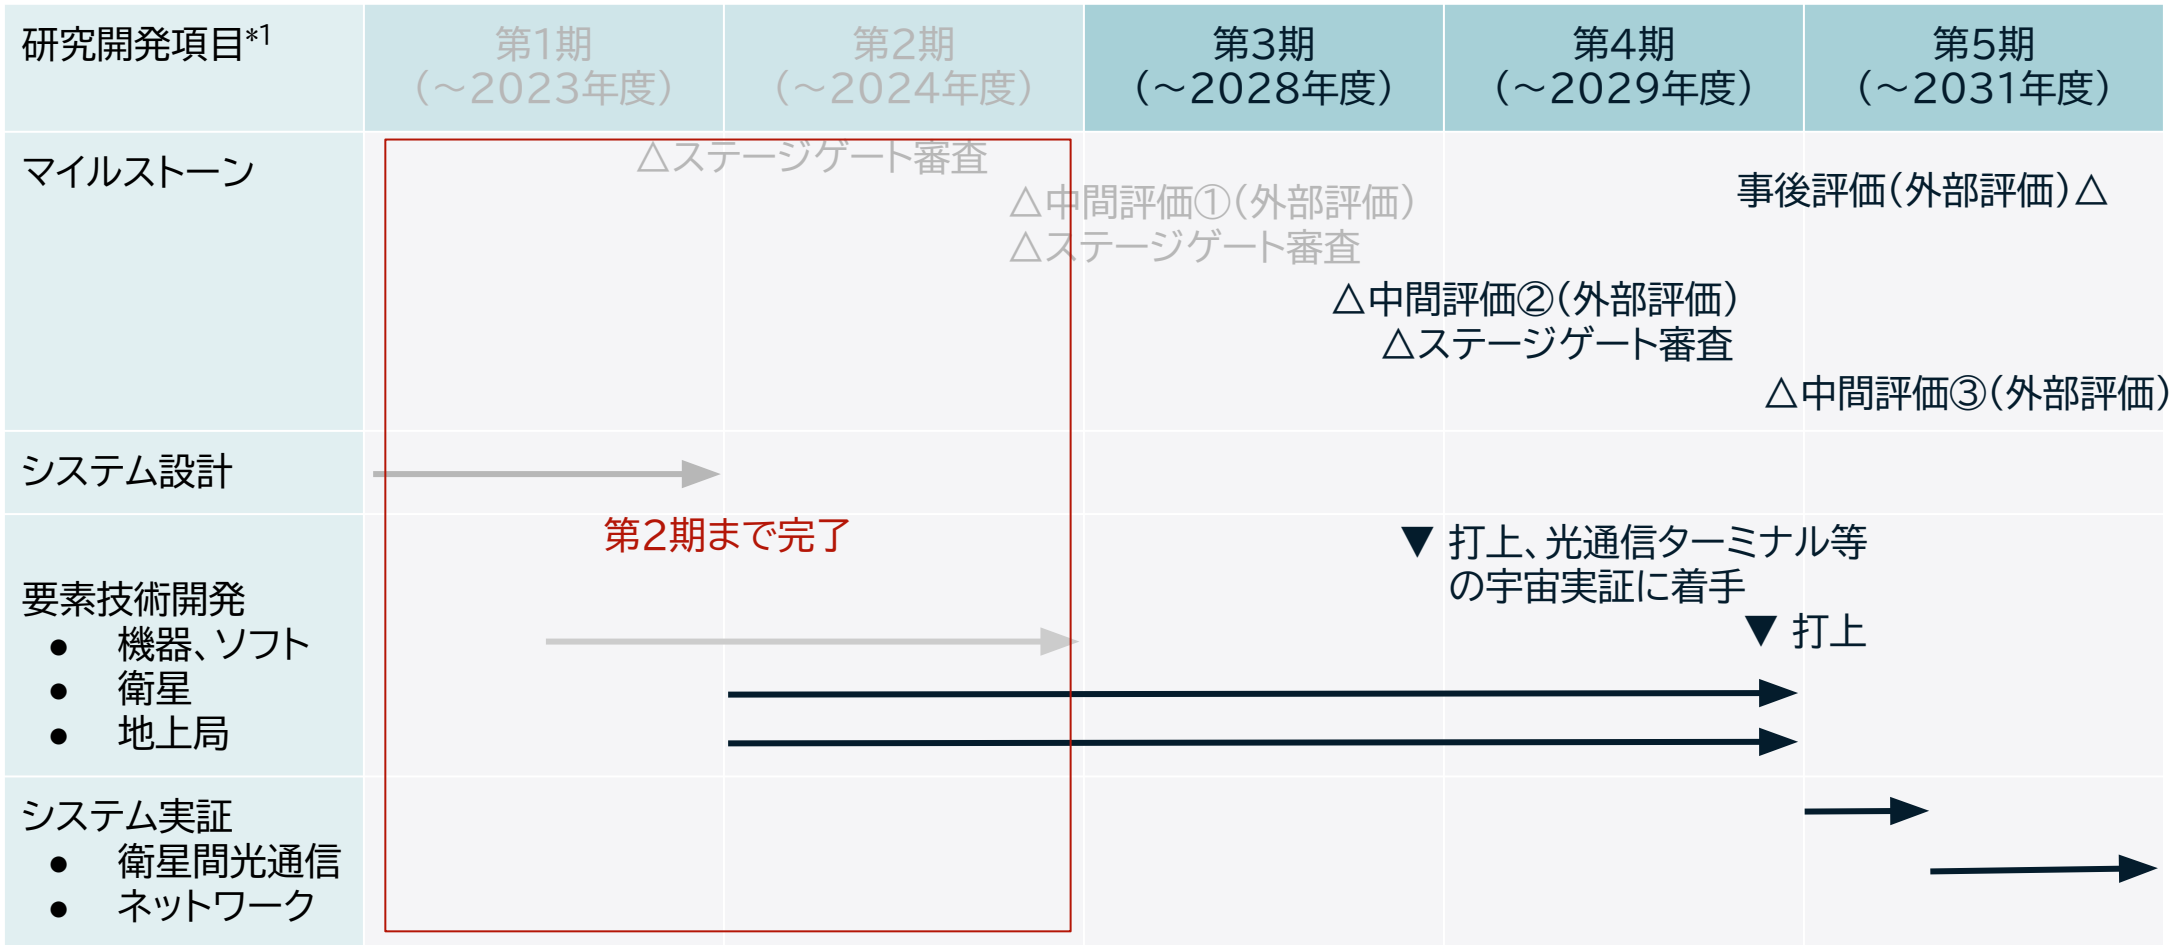 研究開発項目*1
第1期
（～2023年度）
第2期
（～2024年度）
第3期
（～2028年度）
第4期
（～2029年度）
第5期
（～2031年度）
マイルストーン
△ステージゲート審査
△中間評価①（外部評価）
△ステージゲート審査
事後評価（外部評価）△
△中間評価②（外部評価）
△ステージゲート審査
△中間評価③（外部評価）
システム設計
第2期まで完了
要素技術開発
● 機器、ソフト
● 衛星
● 地上局
▼ 打上、光通信ターミナル等
の宇宙実証に着手
▼ 打上
システム実証
● 衛星間光通信
● ネットワーク